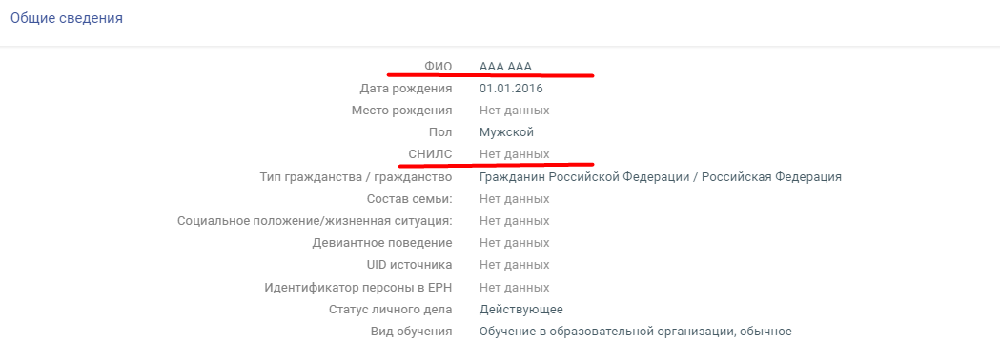 Общие сведения
ФИО ААА ААА
Дата рождения 01.01.2016
Место рождения Нет данных
Пол Мужской
СНИЛС Нет данных
Тип гражданства / гражданство Гражданин Российской Федерации / Российская Федерация
Состав семьи: Нет данных
Социальное положение/жизненная ситуация: Нет данных
Девиантное поведение Нет данных
UID источника Нет данных
Идентификатор персоны в ЕРН Нет данных
Статус личного дела Действующее
Вид обучения Обучение в образовательной организации, обычное